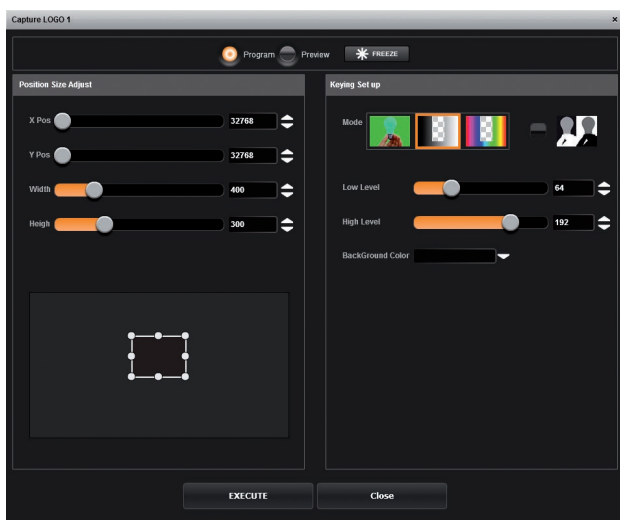 Capture LOGO 1 ×
Program Preview FREEZE
Position Size Adjust
X Pos 32768
Y Pos 32768
Width 400
Heigh 300
Keying Set up
Mode
Low Level 64
High Level 192
BackGround Color
EXECUTE Close